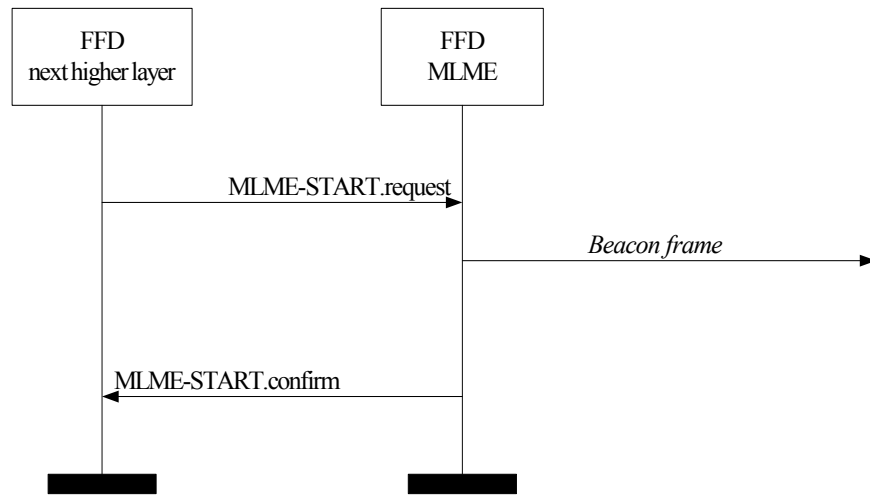 FFD
next higher layer
FFD
MLME
MLME-START.request
Beacon frame
MLME-START.confirm